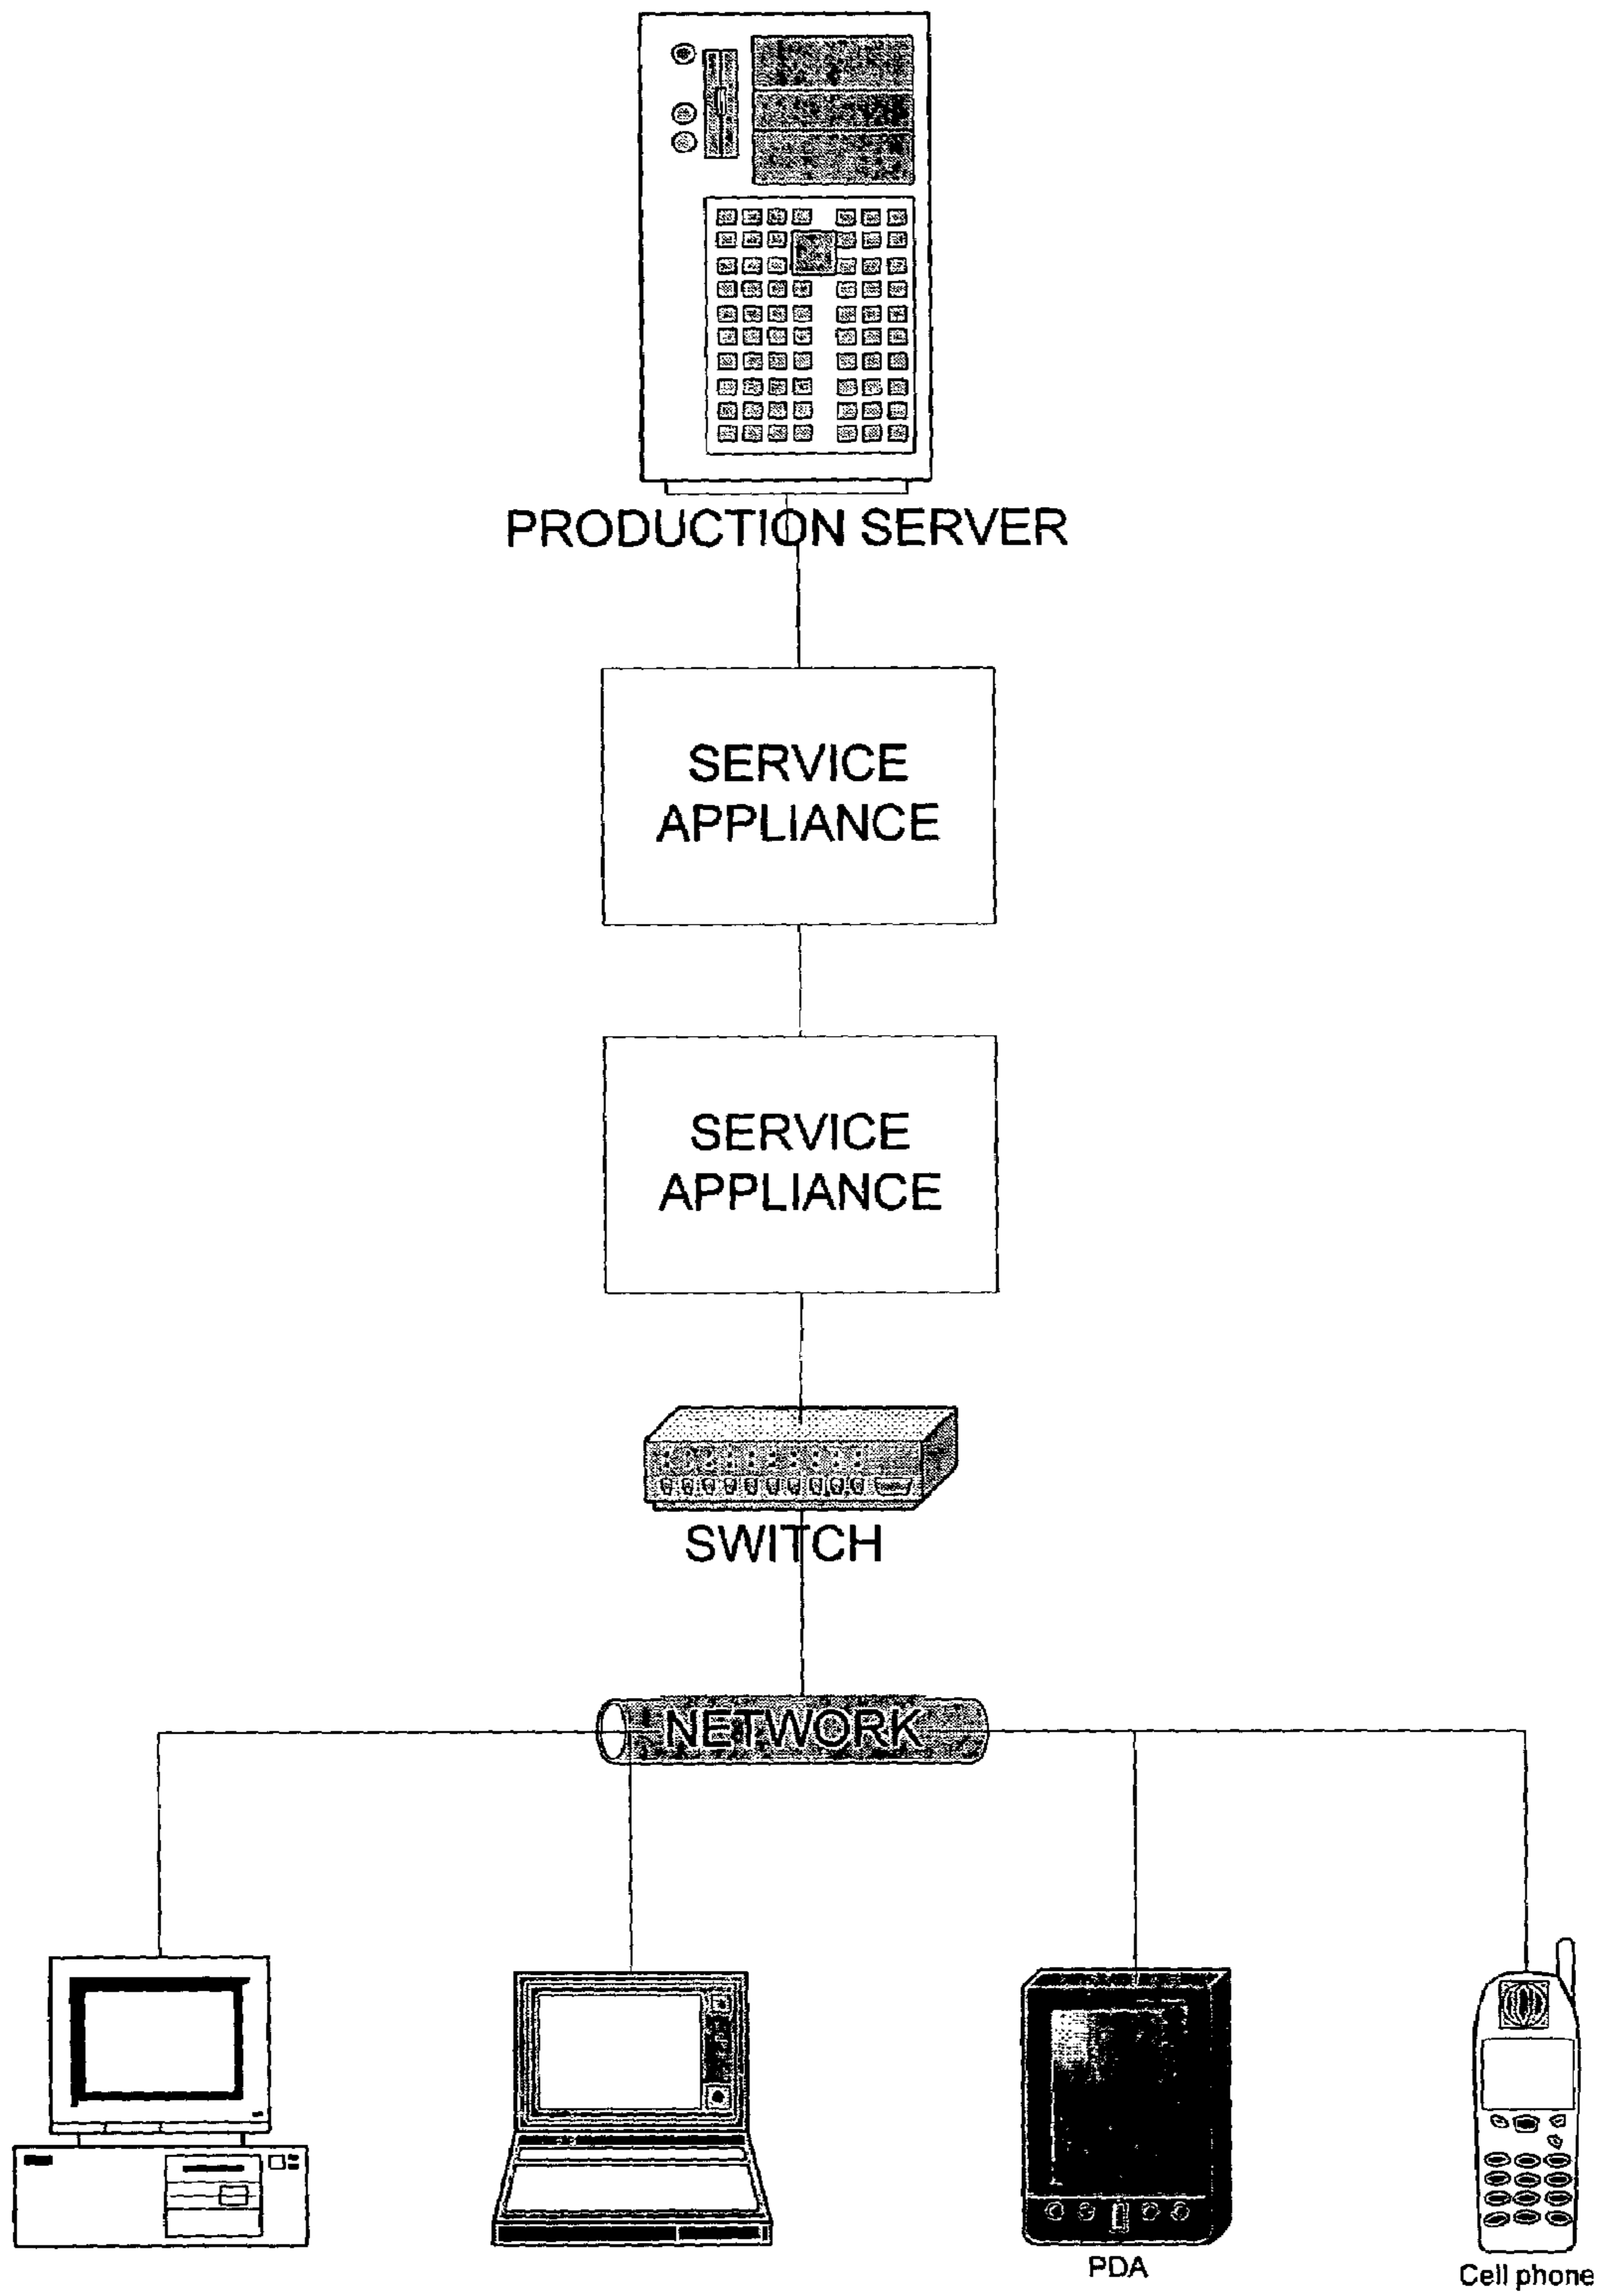 PRODUCTION SERVER
SERVICE
APPLIANCE
SERVICE
APPLIANCE
SWITCH
NETWORK
PDA
Cell phone